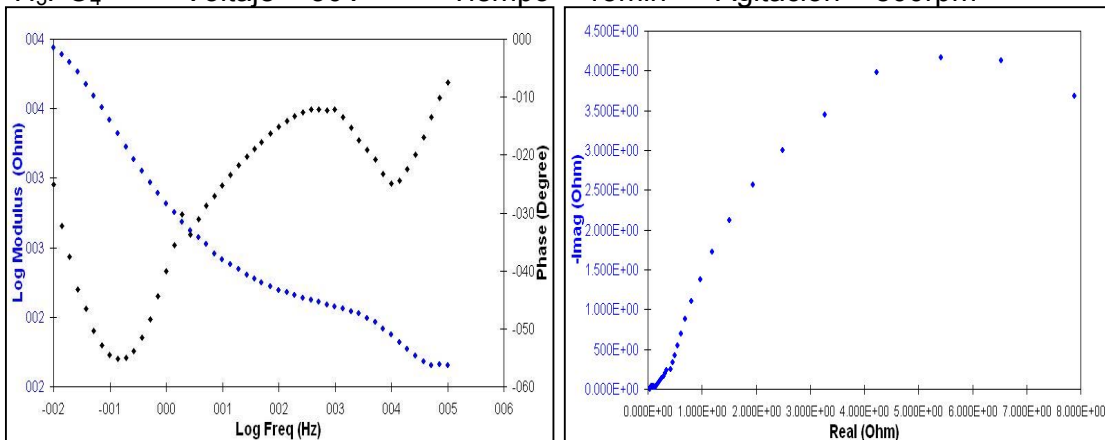 Voltaje Tiempo Agitación
004
004
003
003
002
002
Log Modulus (Ohm)
000
-010
-020
-030
-040
-050
-060
Phase (Degree)
-002 -001 000 001 002 003 004 005 006
Log Freq (Hz)
4.500E+00
4.000E+00
3.500E+00
3.000E+00
2.500E+00
2.000E+00
1.500E+00
1.000E+00
500E+00
0.000E+00
-Imag (Ohm)
0.000E+00 1.000E+00 2.000E+00 3.000E+00 4.000E+00 5.000E+00 6.000E+00 7.000E+00 8.000E+00
Real (Ohm)